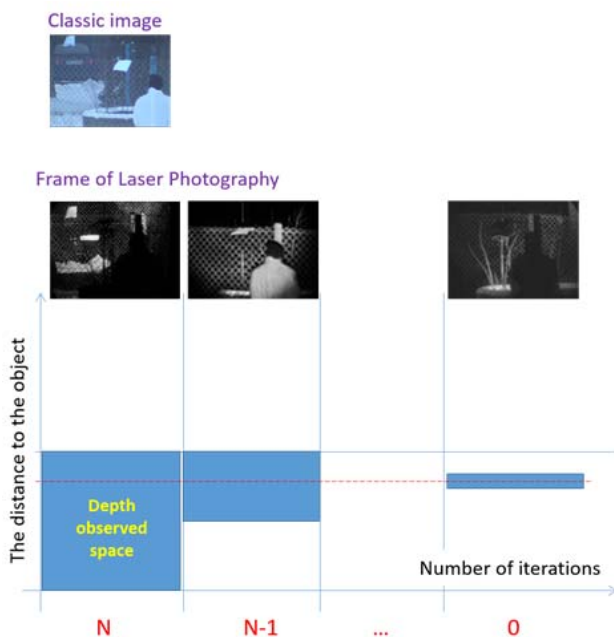 Classic image
Frame of Laser Photography
The distance to the object
Depth
observed
space
Number of iterations
N
N-1
...
0